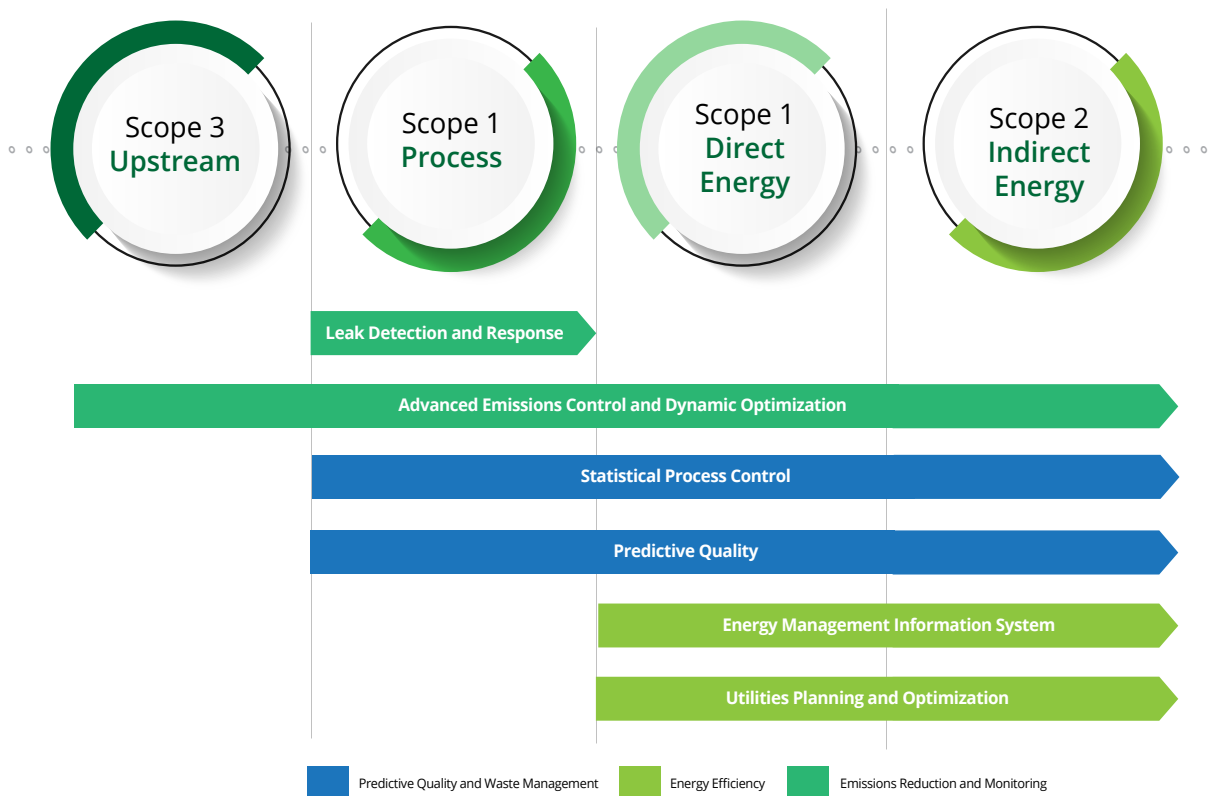 Scope 3
Upstream
Scope 1
Process
Scope 1
Direct
Energy
Scope 2
Indirect
Energy
Leak Detection and Response
Advanced Emissions Control and Dynamic Optimization
Statistical Process Control
Predictive Quality
Energy Management Information System
Utilities Planning and Optimization
Predictive Quality and Waste Management
Energy Efficiency
Emissions Reduction and Monitoring